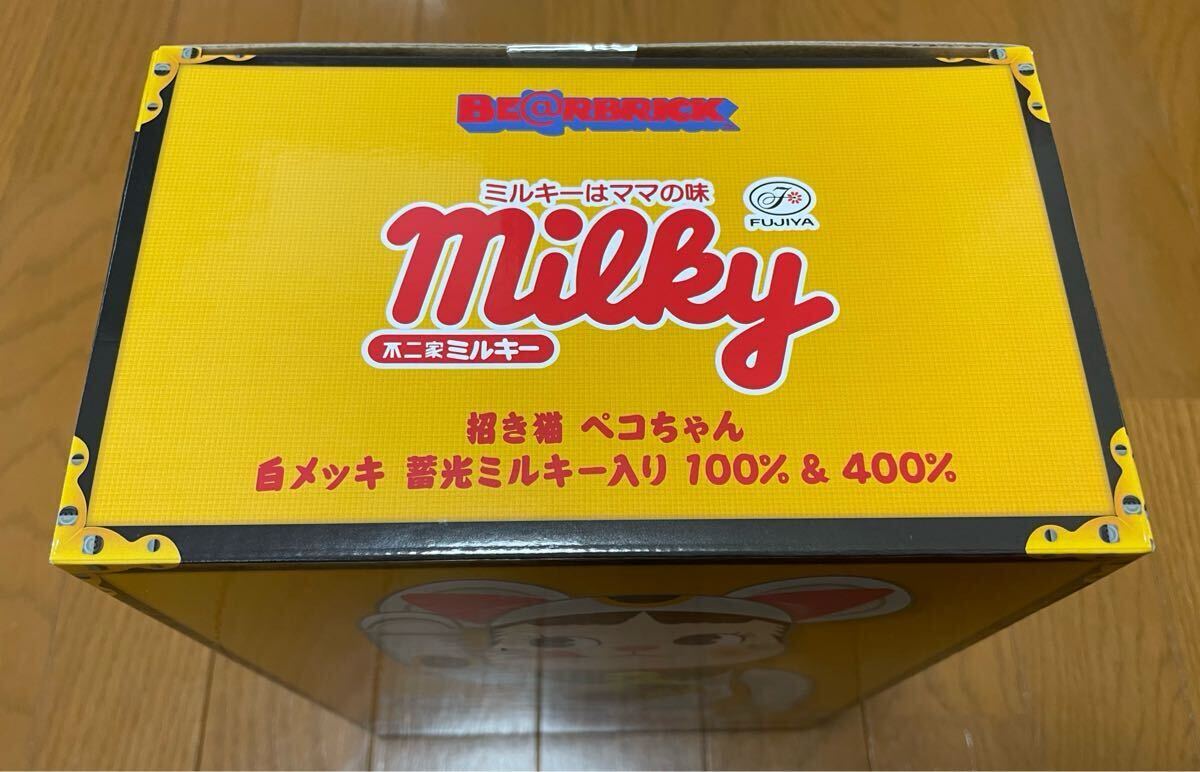 BE@RBRICK
ミルキーはママの味
FUJIYA
milky
不二家ミルキー
招き猫 ペコちゃん
白メッキ 蓄光ミルキー入り 100% & 400%